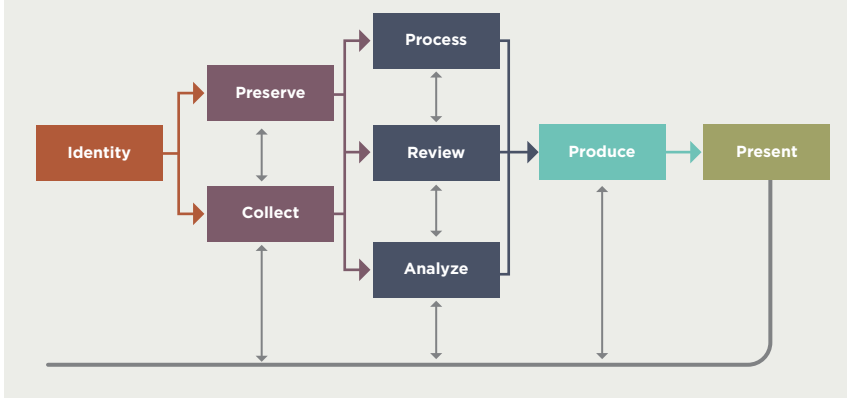 Identity
Preserve
Collect
Process
Review
Analyze
Produce
Present